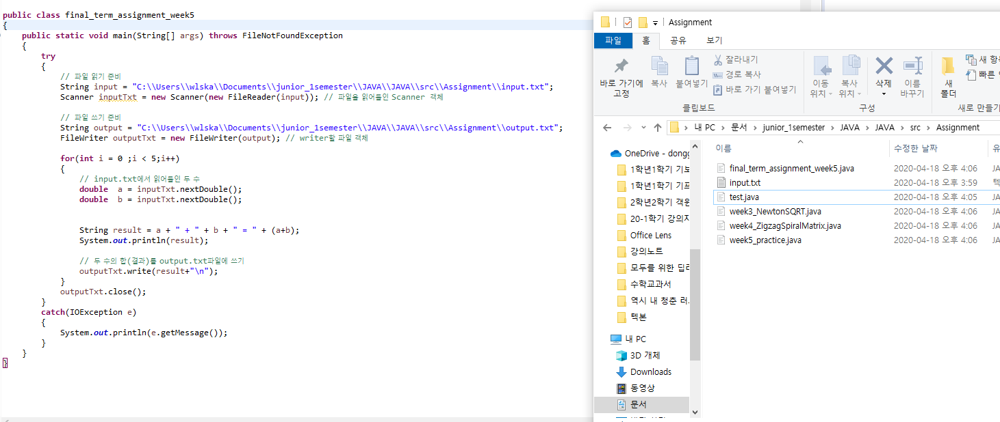 public class final_term_assignment_week5
{
public static void main(String[] args) throws FileNotFoundException
{
try
{
// 파일 읽기 준비
String input = "C:\\Users\\wlska\\Documents\\junior_1semester\\JAVA\\JAVA\\src\\Assignment\\input.txt";
Scanner inputTxt = new Scanner(new FileReader(input)); // 파일을 읽어들인 Scanner 객체
// 파일 쓰기 준비
String output = "C:\\Users\\wlska\\Documents\\junior_1semester\\JAVA\\JAVA\\src\\Assignment\\output.txt";
FileWriter outputTxt = new FileWriter(output); // writer할 파일 객체
for(int i = 0 ;i < 5;i++)
{
// input.txt에서 읽어들인 두 수
double  a = inputTxt.nextDouble();
double  b = inputTxt.nextDouble();
String result = a + " + " + b + " = " + (a+b);
System.out.println(result);
// 두 수의 합(결과)를 output.txt파일에 쓰기
outputTxt.write(result+"\n");
}
outputTxt.close();
}
catch(IOException e)
{
System.out.println(e.getMessage());
}
}
}
Assignment
파일 홈 공유 보기
바로 가기에 고정
복사
붙여넣기
잘라내기
경로 복사
바로 가기 붙여넣기
클립보드
이동 위치
복사 위치
삭제
이름 바꾸기
구성
새 폴더
새 항
빠른
새로 만들기
내 PC > 문서 > junior_1semester > JAVA > JAVA > src > Assignment
OneDrive - dongg
1학년1학기 기보
1학년1학기 기프
2학년2학기 객원
20-1학기 강의지
Office Lens
강의노트
모두를 위한 딥러
수학교과서
역시 내 청춘 러.
텍본
내 PC
3D 개체
Downloads
동영상
문서
이름 수정한 날짜 유
final_term_assignment_week5.java 2020-04-18 오후 4:06 JA
input.txt 2020-04-18 오후 3:59 텍
test.java 2020-04-18 오후 4:05 JA
week3_NewtonSQRT.java 2020-04-18 오후 4:06 JA
week4_ZigzagSpiralMatrix.java 2020-04-18 오후 4:06 JA
week5_practice.java 2020-04-18 오후 4:06 JA